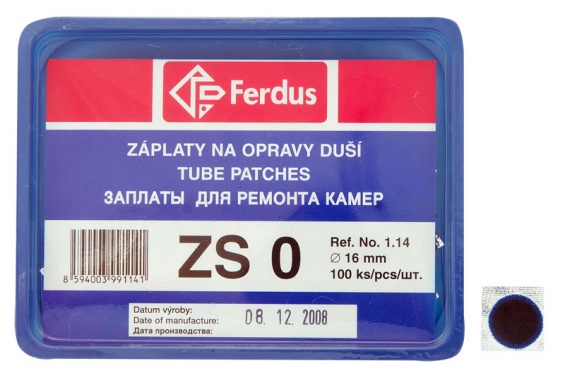 Ferdus
ZÁPLATY NA OPRAVY DUŠÍ
TUBE PATCHES
ЗАПЛАТЫ ДЛЯ РЕМОНТА КАМЕР
ZS 0
Ref. No. 1.14
∅ 16 mm
100 ks/pcs/шт.
8 594003 991141
Datum výroby:
Date of manufacture:
Дата производства:
08. 12. 2008